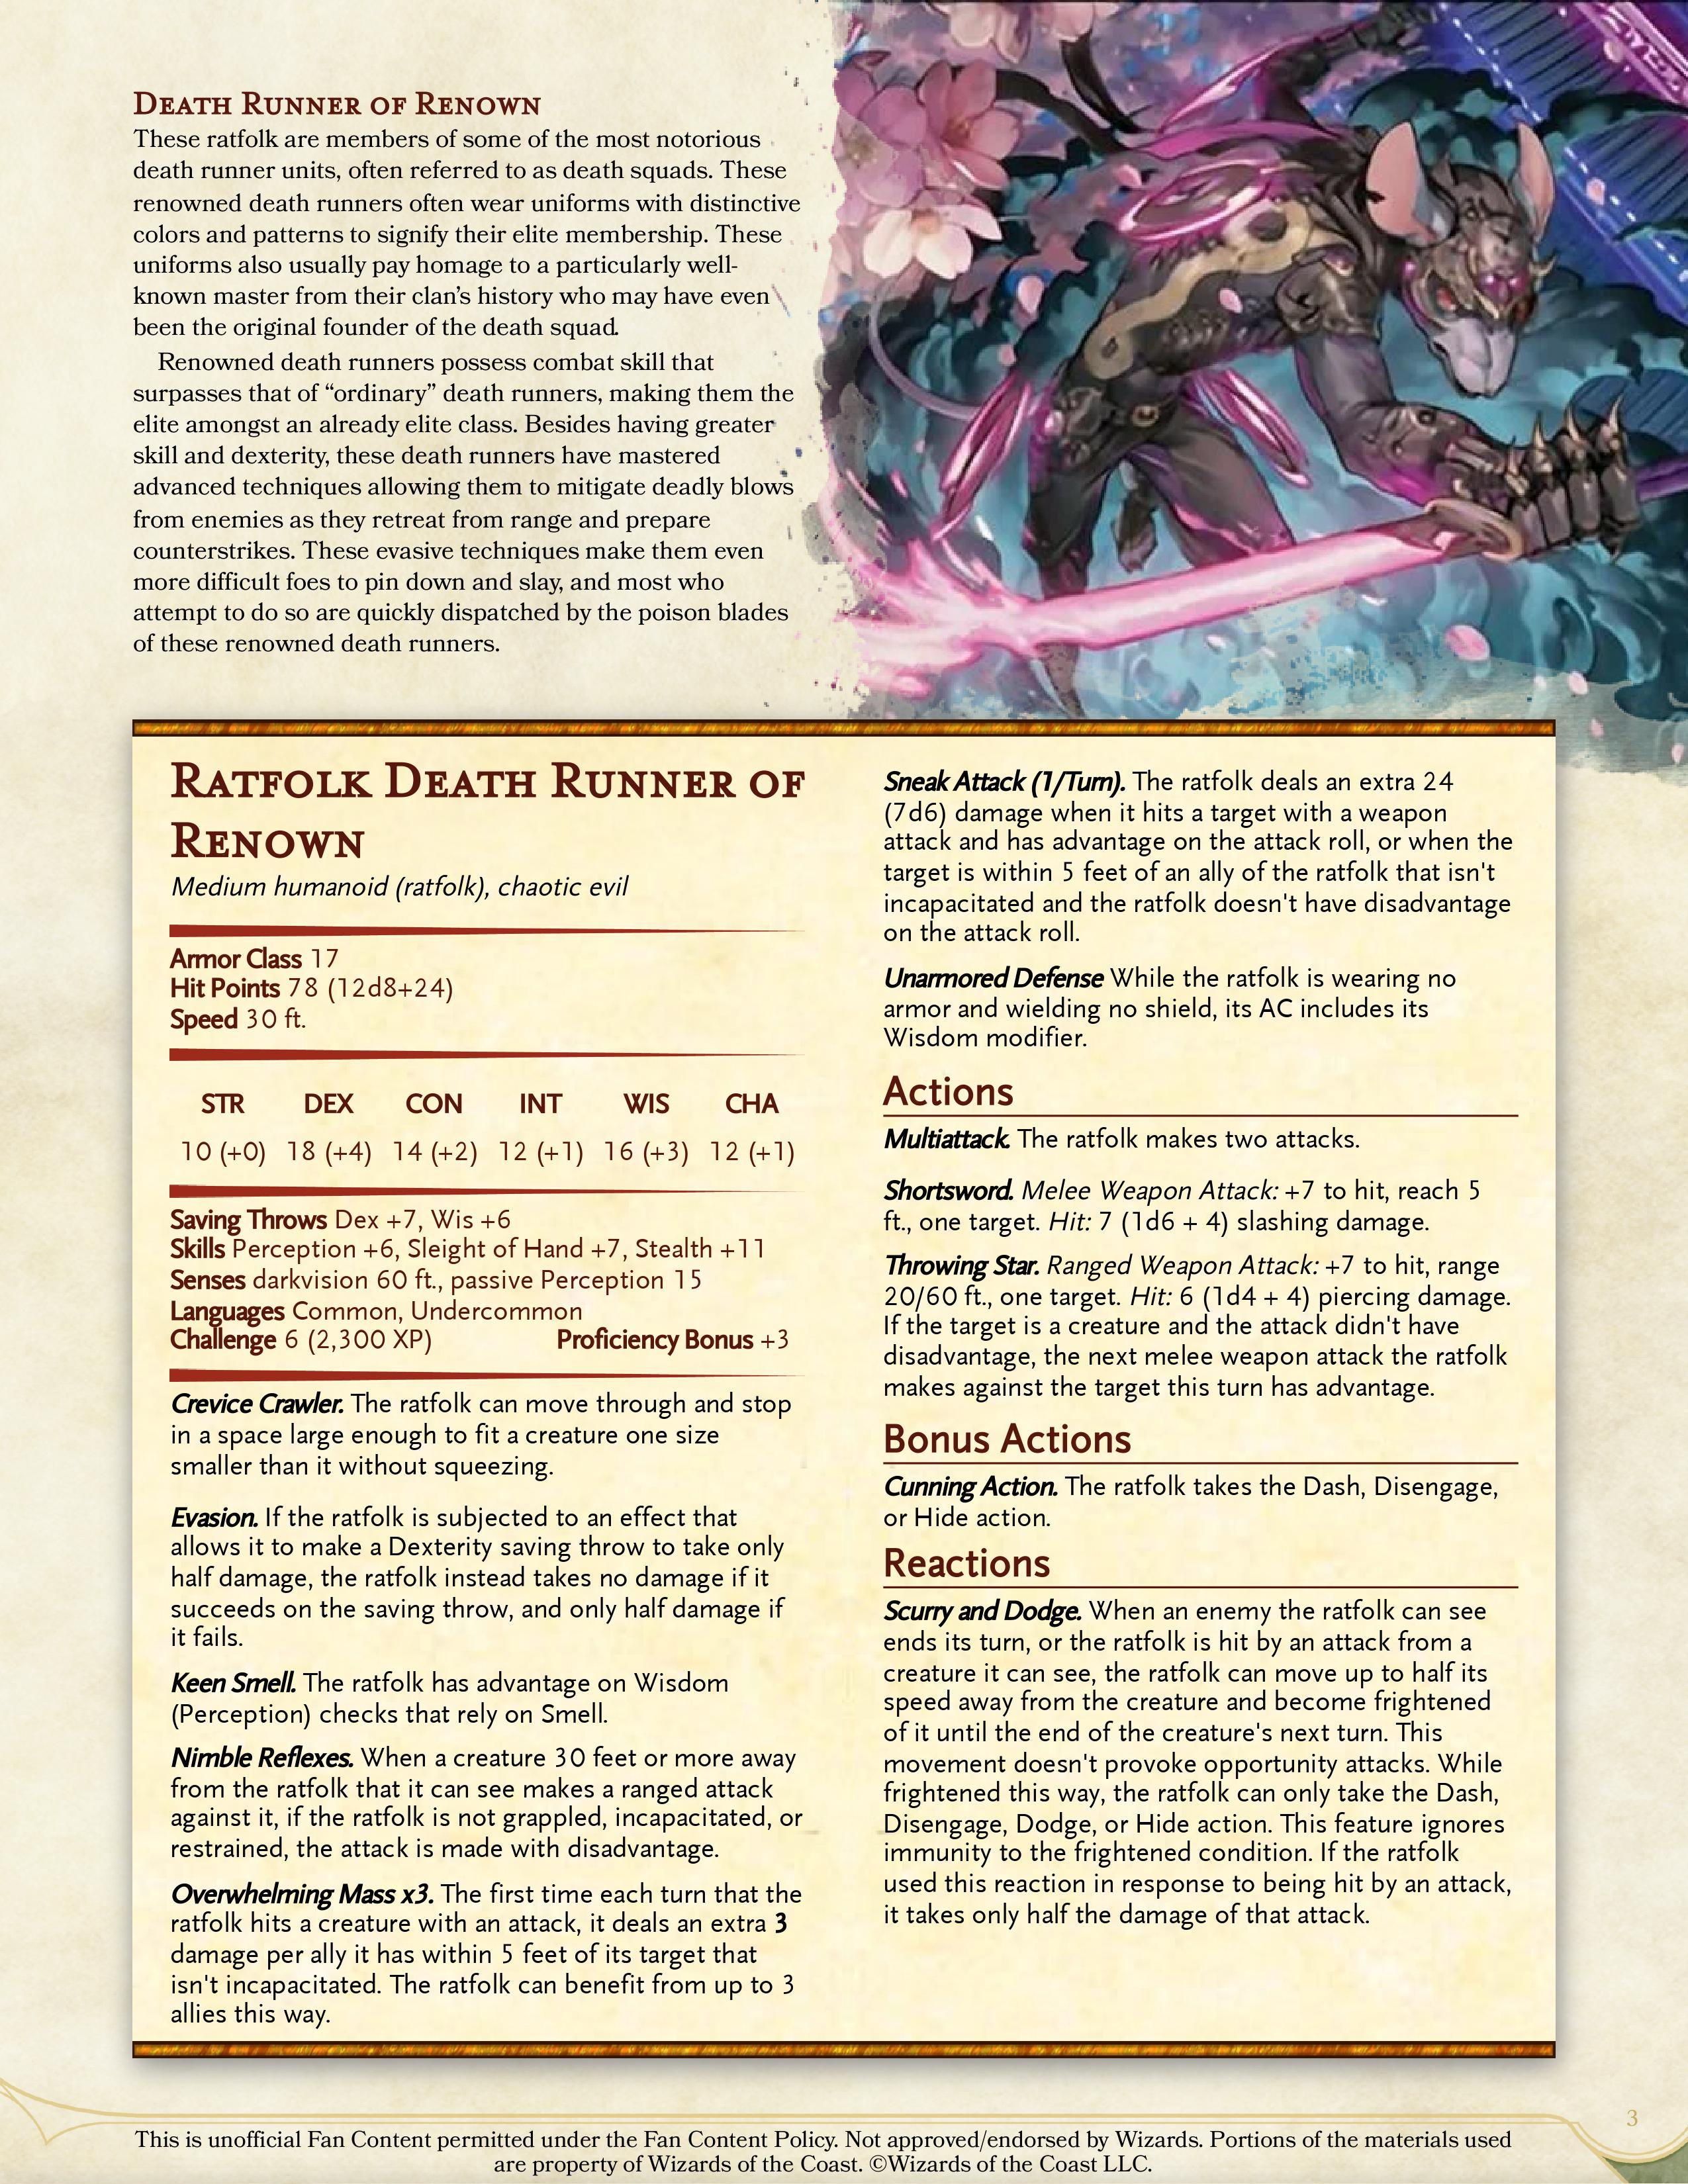 Death Runner of Renown
These ratfolk are members of some of the most notorious
death runner units, often referred to as death squads. These
renowned death runners often wear uniforms with distinctive
colors and patterns to signify their elite membership. These
uniforms also usually pay homage to a particularly well-
known master from their clan’s history who may have even
been the original founder of the death squad.
Renowned death runners possess combat skill that
surpasses that of “ordinary” death runners, making them the
elite amongst an already elite class. Besides having greater
skill and dexterity, these death runners have mastered
advanced techniques allowing them to mitigate deadly blows
from enemies as they retreat from range and prepare
counterstrikes. These evasive techniques make them even
more difficult foes to pin down and slay, and most who
attempt to do so are quickly dispatched by the poison blades
of these renowned death runners.
Ratfolk Death Runner of
Renown
Medium humanoid (ratfolk), chaotic evil
Armor Class 17
Hit Points 78 (12d8+24)
Speed 30 ft.
STR DEX CON INT WIS CHA
10 (+0) 18 (+4) 14 (+2) 12 (+1) 16 (+3) 12 (+1)
Saving Throws Dex +7, Wis +6
Skills Perception +6, Sleight of Hand +7, Stealth +11
Senses darkvision 60 ft., passive Perception 15
Languages Common, Undercommon
Challenge 6 (2,300 XP) Proficiency Bonus +3
Crevice Crawler. The ratfolk can move through and stop
in a space large enough to fit a creature one size
smaller than it without squeezing.
Evasion. If the ratfolk is subjected to an effect that
allows it to make a Dexterity saving throw to take only
half damage, the ratfolk instead takes no damage if it
succeeds on the saving throw, and only half damage if
it fails.
Keen Smell. The ratfolk has advantage on Wisdom
(Perception) checks that rely on Smell.
Nimble Reflexes. When a creature 30 feet or more away
from the ratfolk that it can see makes a ranged attack
against it, if the ratfolk is not grappled, incapacitated, or
restrained, the attack is made with disadvantage.
Overwhelming Mass x3. The first time each turn that the
ratfolk hits a creature with an attack, it deals an extra 3
damage per ally it has within 5 feet of its target that
isn't incapacitated. The ratfolk can benefit from up to 3
allies this way.
Sneak Attack (1/Turn). The ratfolk deals an extra 24
(7d6) damage when it hits a target with a weapon
attack and has advantage on the attack roll, or when the
target is within 5 feet of an ally of the ratfolk that isn't
incapacitated and the ratfolk doesn't have disadvantage
on the attack roll.
Unarmored Defense While the ratfolk is wearing no
armor and wielding no shield, its AC includes its
Wisdom modifier.
Actions
Multiattack. The ratfolk makes two attacks.
Shortsword. Melee Weapon Attack: +7 to hit, reach 5
ft., one target. Hit: 7 (1d6 + 4) slashing damage.
Throwing Star. Ranged Weapon Attack: +7 to hit, range
20/60 ft., one target. Hit: 6 (1d4 + 4) piercing damage.
If the target is a creature and the attack didn't have
disadvantage, the next melee weapon attack the ratfolk
makes against the target this turn has advantage.
Bonus Actions
Cunning Action. The ratfolk takes the Dash, Disengage,
or Hide action.
Reactions
Scurry and Dodge. When an enemy the ratfolk can see
ends its turn, or the ratfolk is hit by an attack from a
creature it can see, the ratfolk can move up to half its
speed away from the creature and become frightened
of it until the end of the creature's next turn. This
movement doesn't provoke opportunity attacks. While
frightened this way, the ratfolk can only take the Dash,
Disengage, Dodge, or Hide action. This feature ignores
immunity to the frightened condition. If the ratfolk
used this reaction in response to being hit by an attack,
it takes only half the damage of that attack.
3
This is unofficial Fan Content permitted under the Fan Content Policy. Not approved/endorsed by Wizards. Portions of the materials used
are property of Wizards of the Coast. ©Wizards of the Coast LLC.